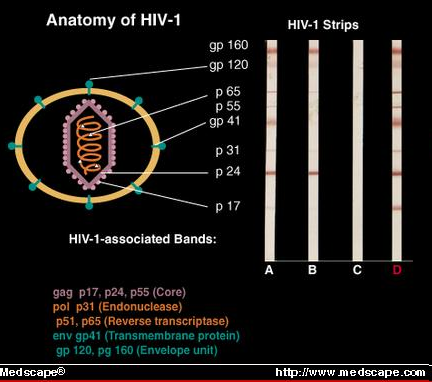 Anatomy of HIV-1
HIV-1 Strips
gp 160
gp 120
p 65
p 55
gp 41
p 31
p 24
p 17
A B C D
HIV-1-associated Bands:
gag p17, p24, p55 (Core)
pol p31 (Endonuclease)
p51, p65 (Reverse transcriptase)
env gp41 (Transmembrane protein)
gp 120, pg 160 (Envelope unit)
Medscape® http://www.medscape.com